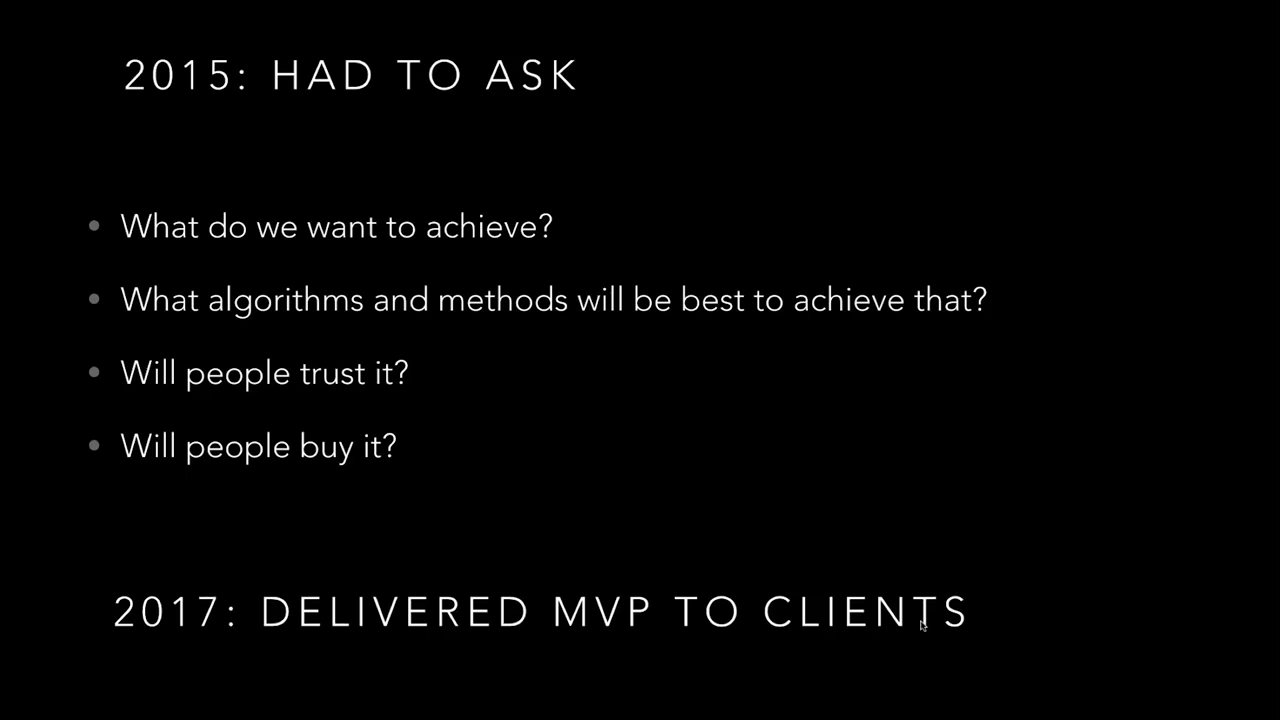 2015: HAD TO ASK
• What do we want to achieve?
• What algorithms and methods will be best to achieve that?
• Will people trust it?
• Will people buy it?
2017: DELIVERED MVP TO CLIENTS